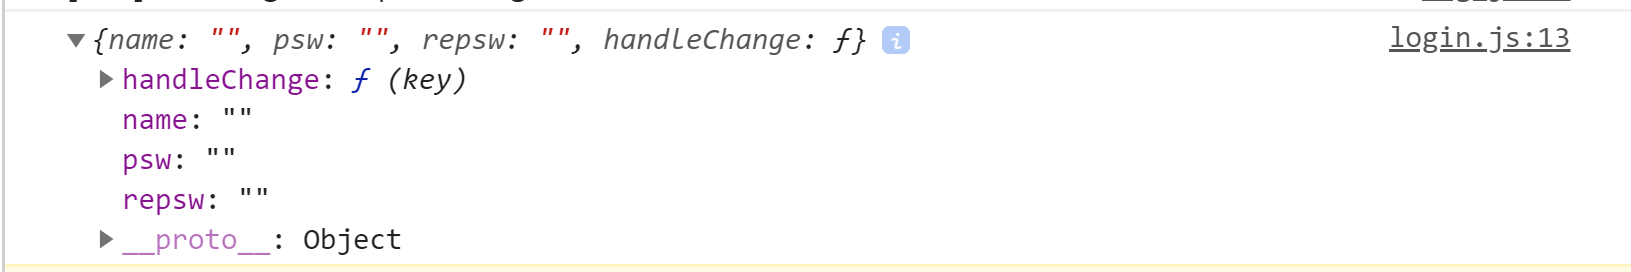 {name: "", psw: "", repsw: "", handleChange: ƒ} i login.js:13
handleChange: ƒ (key)
name: ""
psw: ""
repsw: ""
__proto__: Object